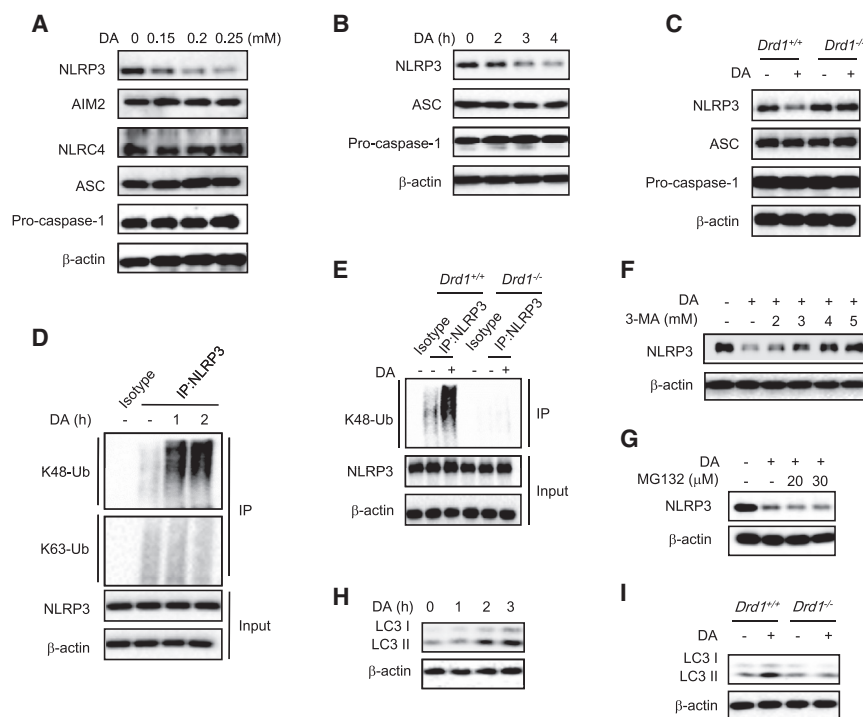 A
DA 0 0.15 0.2 0.25 (mM)
NLRP3
AIM2
NLRC4
ASC
Pro-caspase-1
β-actin
B
DA (h) 0 2 3 4
NLRP3
ASC
Pro-caspase-1
β-actin
C
Drd1+/+ Drd1-/-
DA - + - +
NLRP3
ASC
Pro-caspase-1
β-actin
D
Isotype IP:NLRP3
DA (h) - - 1 2
K48-Ub
K63-Ub
IP
NLRP3
β-actin
Input
E
Drd1+/+ Drd1-/-
Isotype IP:NLRP3 Isotype IP:NLRP3
DA - - + - - +
K48-Ub
IP
NLRP3
β-actin
Input
F
DA - + + + + +
3-MA (mM) - - 2 3 4 5
NLRP3
β-actin
G
DA - + + +
MG132 (μM) - - 20 30
NLRP3
β-actin
H
DA (h) 0 1 2 3
LC3 I
LC3 II
β-actin
I
Drd1+/+ Drd1-/-
DA - + - +
LC3 I
LC3 II
β-actin